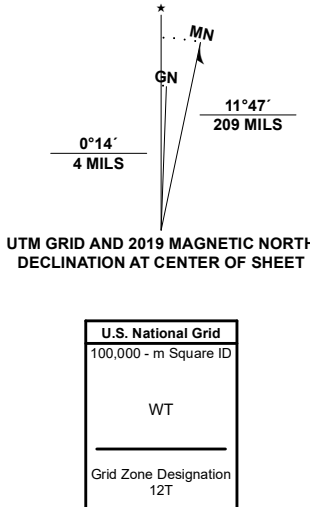 ★
MN
GN
0°14´
4 MILS
11°47´
209 MILS
UTM GRID AND 2019 MAGNETIC NORTH
DECLINATION AT CENTER OF SHEET
U.S. National Grid
100,000 - m Square ID
WT
Grid Zone Designation
12T